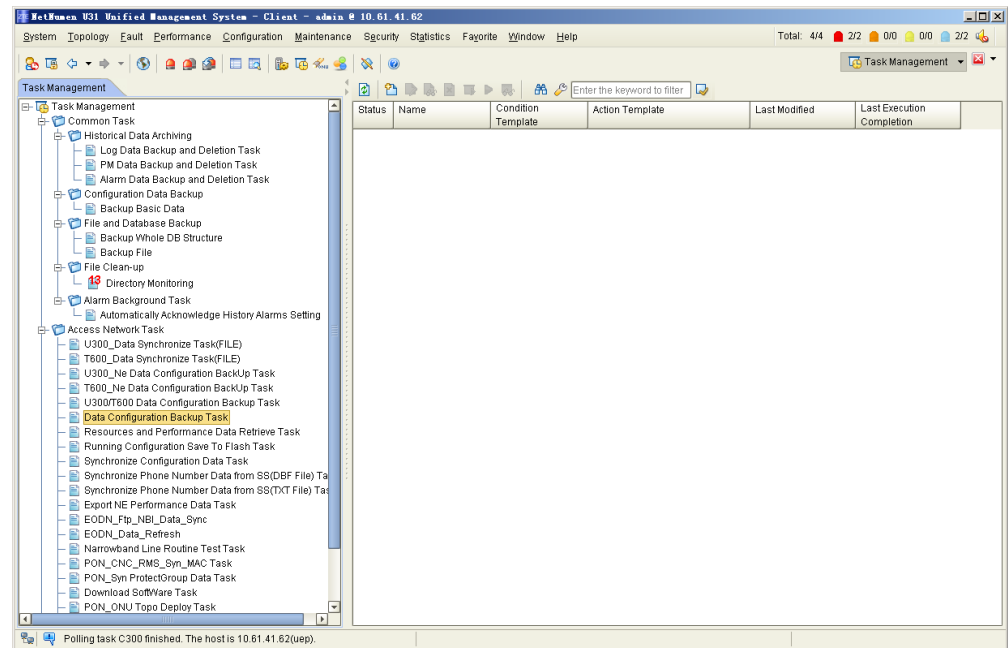 NetNumen U31 Unified Management System - Client - admin @ 10.61.41.62
System Topology Fault Performance Configuration Maintenance Security Statistics Favorite Window Help Total: 4/4 2/2 0/0 0/0 2/2
Task Management
Task Management
Enter the keyword to filter
Status Name Condition Template Action Template Last Modified Last Execution Completion
Task Management
Common Task
Historical Data Archiving
Log Data Backup and Deletion Task
PM Data Backup and Deletion Task
Alarm Data Backup and Deletion Task
Configuration Data Backup
Backup Basic Data
File and Database Backup
Backup Whole DB Structure
Backup File
File Clean-up
13 Directory Monitoring
Alarm Background Task
Automatically Acknowledge History Alarms Setting
Access Network Task
U300_Data Synchronize Task(FILE)
T600_Data Synchronize Task(FILE)
U300_Ne Data Configuration BackUp Task
T600_Ne Data Configuration BackUp Task
U300/T600 Data Configuration Backup Task
Data Configuration Backup Task
Resources and Performance Data Retrieve Task
Running Configuration Save To Flash Task
Synchronize Configuration Data Task
Synchronize Phone Number Data from SS(DBF File) Ta
Synchronize Phone Number Data from SS(TXT File) Tas
Export NE Performance Data Task
EODN_Ftp_NBI_Data_Sync
EODN_Data_Refresh
Narrowband Line Routine Test Task
PON_CNC_RMS_Syn_MAC Task
PON_Syn ProtectGroup Data Task
Download SoftWare Task
PON_ONU Topo Deploy Task
Polling task C300 finished. The host is 10.61.41.62(uep).